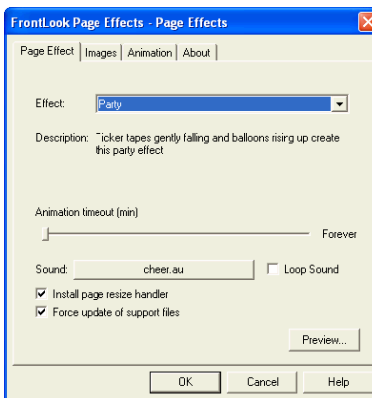 FrontLook Page Effects - Page Effects
Page Effect
Images
Animation
About
Effect:
Party
Description:
Ticker tapes gently falling and balloons rising up create
this party effect
Animation timeout (min)
Forever
Sound:
cheer.au
Loop Sound
Install page resize handler
Force update of support files
Preview...
OK
Cancel
Help